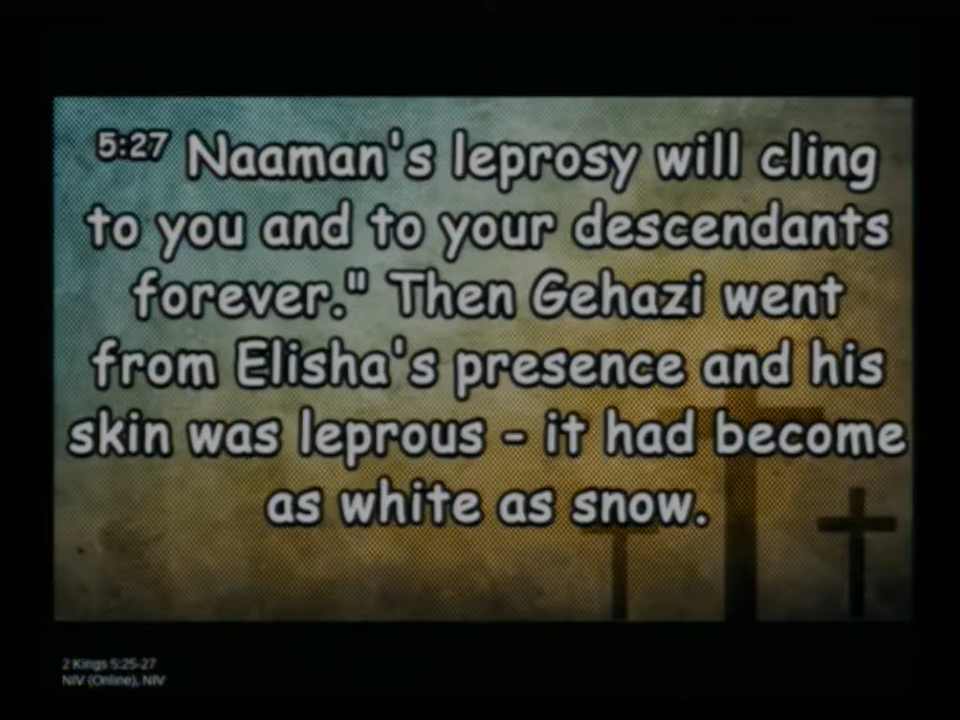 5:27 Naaman's leprosy will cling
to you and to your descendants
forever." Then Gehazi went
from Elisha's presence and his
skin was leprous - it had become
as white as snow.
2 Kings 5:25-27
NIV (Online), NIV